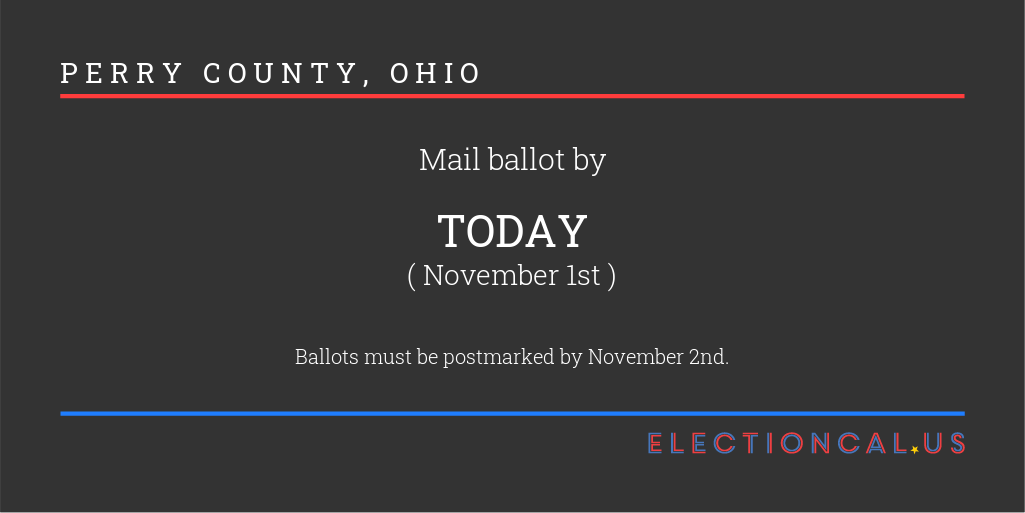 PERRY COUNTY, OHIO
Mail ballot by
TODAY
( November 1st )
Ballots must be postmarked by November 2nd.
ELECTIONCAL.US